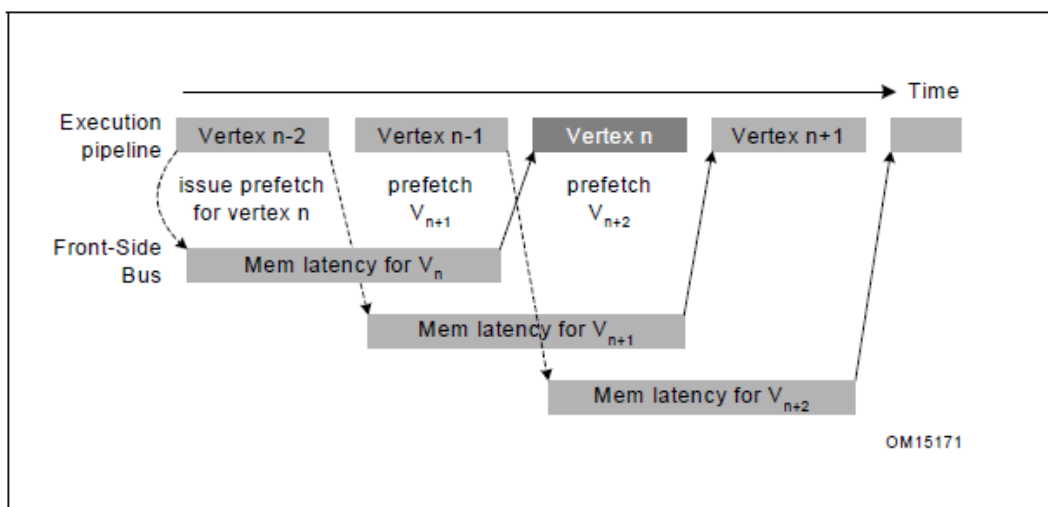 Time
Execution pipeline
Vertex n-2
Vertex n-1
Vertex n
Vertex n+1
issue prefetch
for vertex n
prefetch
Vn+1
prefetch
Vn+2
Front-Side
Bus
Mem latency for Vn
Mem latency for Vn+1
Mem latency for Vn+2
OM15171